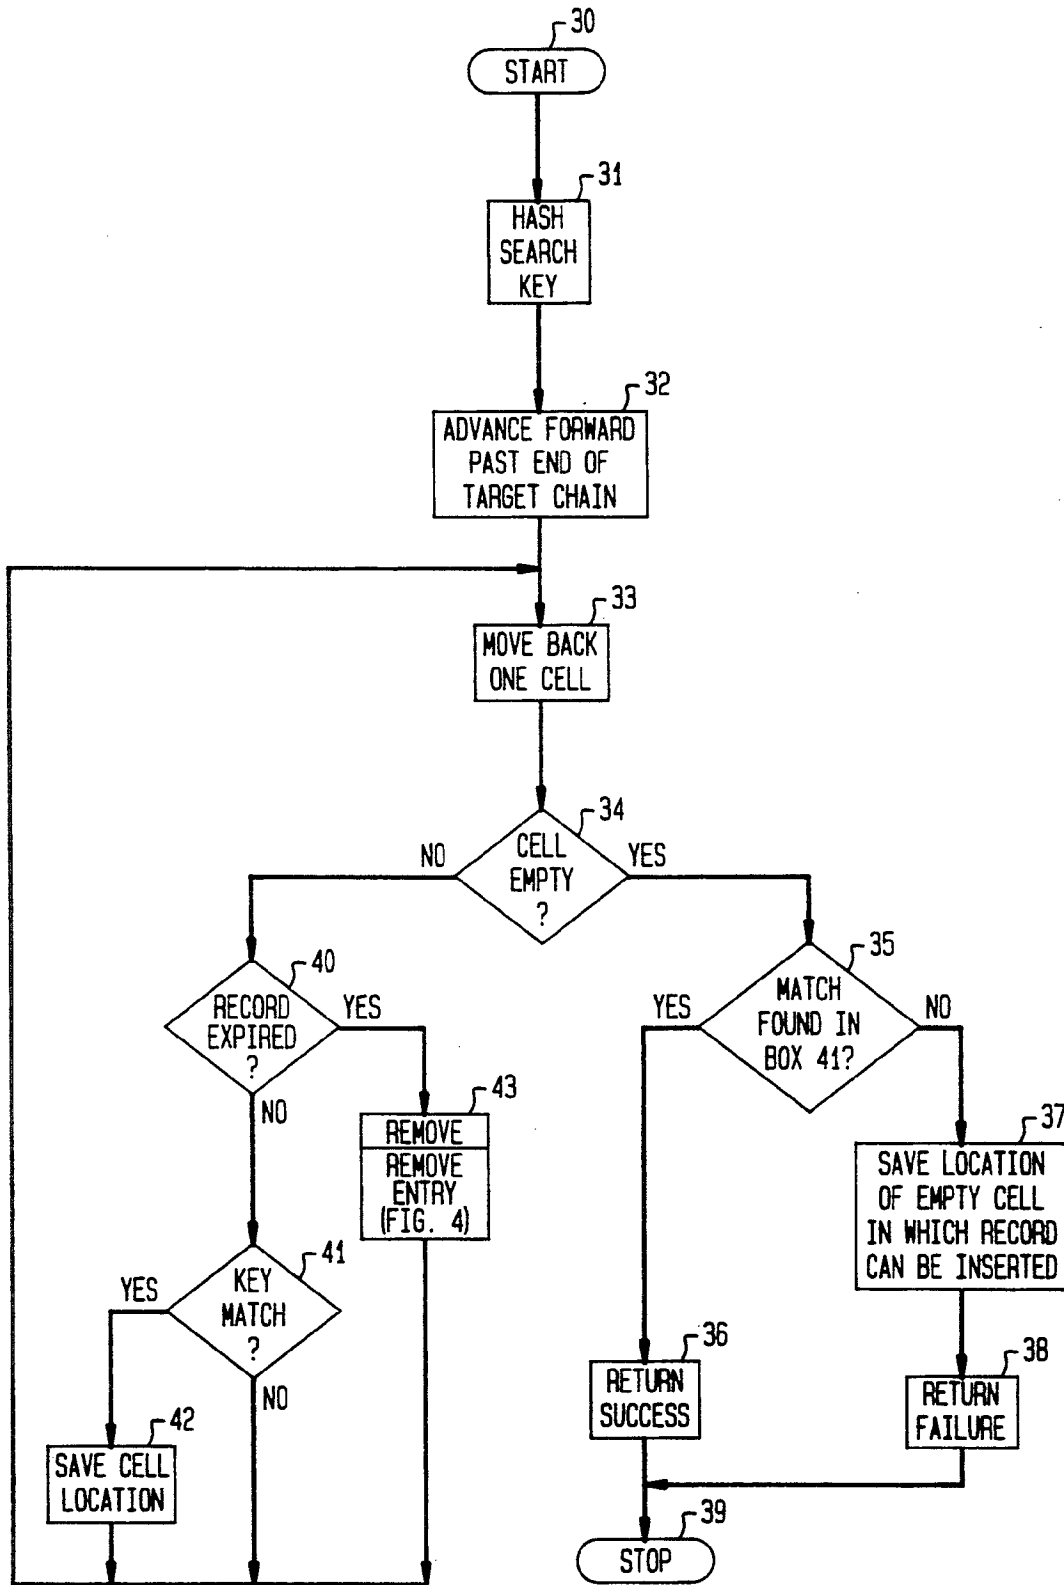 30
START
31
HASH
SEARCH
KEY
32
ADVANCE FORWARD
PAST END OF
TARGET CHAIN
33
MOVE BACK
ONE CELL
34
NO
CELL
EMPTY
?
YES
40
RECORD
EXPIRED
?
YES
NO
35
YES
MATCH
FOUND IN
BOX 41?
NO
43
REMOVE
REMOVE
ENTRY
(FIG. 4)
37
SAVE LOCATION
OF EMPTY CELL
IN WHICH RECORD
CAN BE INSERTED
41
YES
KEY
MATCH
?
NO
36
RETURN
SUCCESS
38
RETURN
FAILURE
42
SAVE CELL
LOCATION
39
STOP